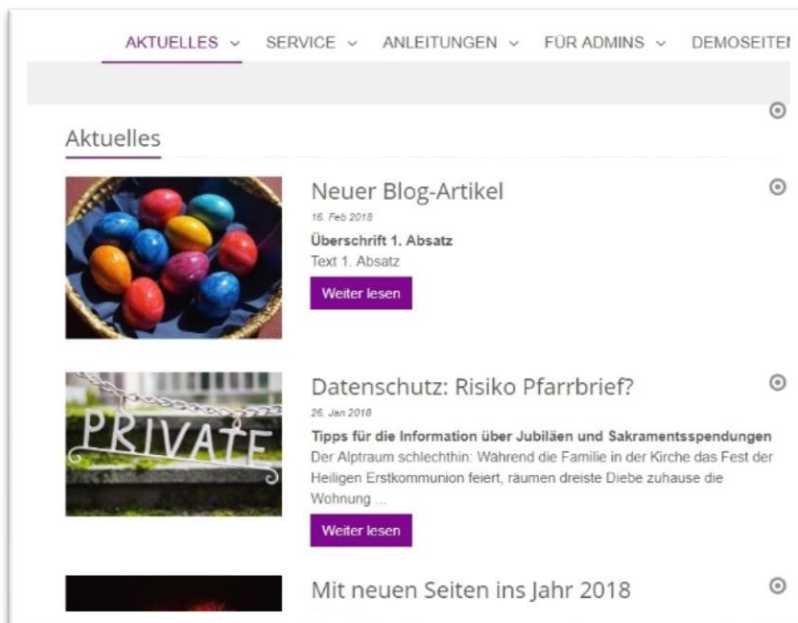 AKTUELLES SERVICE ANLEITUNGEN FÜR ADMINS DEMOSEITEN
Aktuelles
Neuer Blog-Artikel
16. Feb 2018
Überschrift 1. Absatz
Text 1. Absatz
Weiter lesen
PRIVATE
Datenschutz: Risiko Pfarrbrief?
26. Jan 2018
Tipps für die Information über Jubiläen und Sakramentsspendungen
Der Alptraum schlechthin: Während die Familie in der Kirche das Fest der
Heiligen Erstkommunion feiert, räumen dreiste Diebe zuhause die
Wohnung ...
Weiter lesen
Mit neuen Seiten ins Jahr 2018